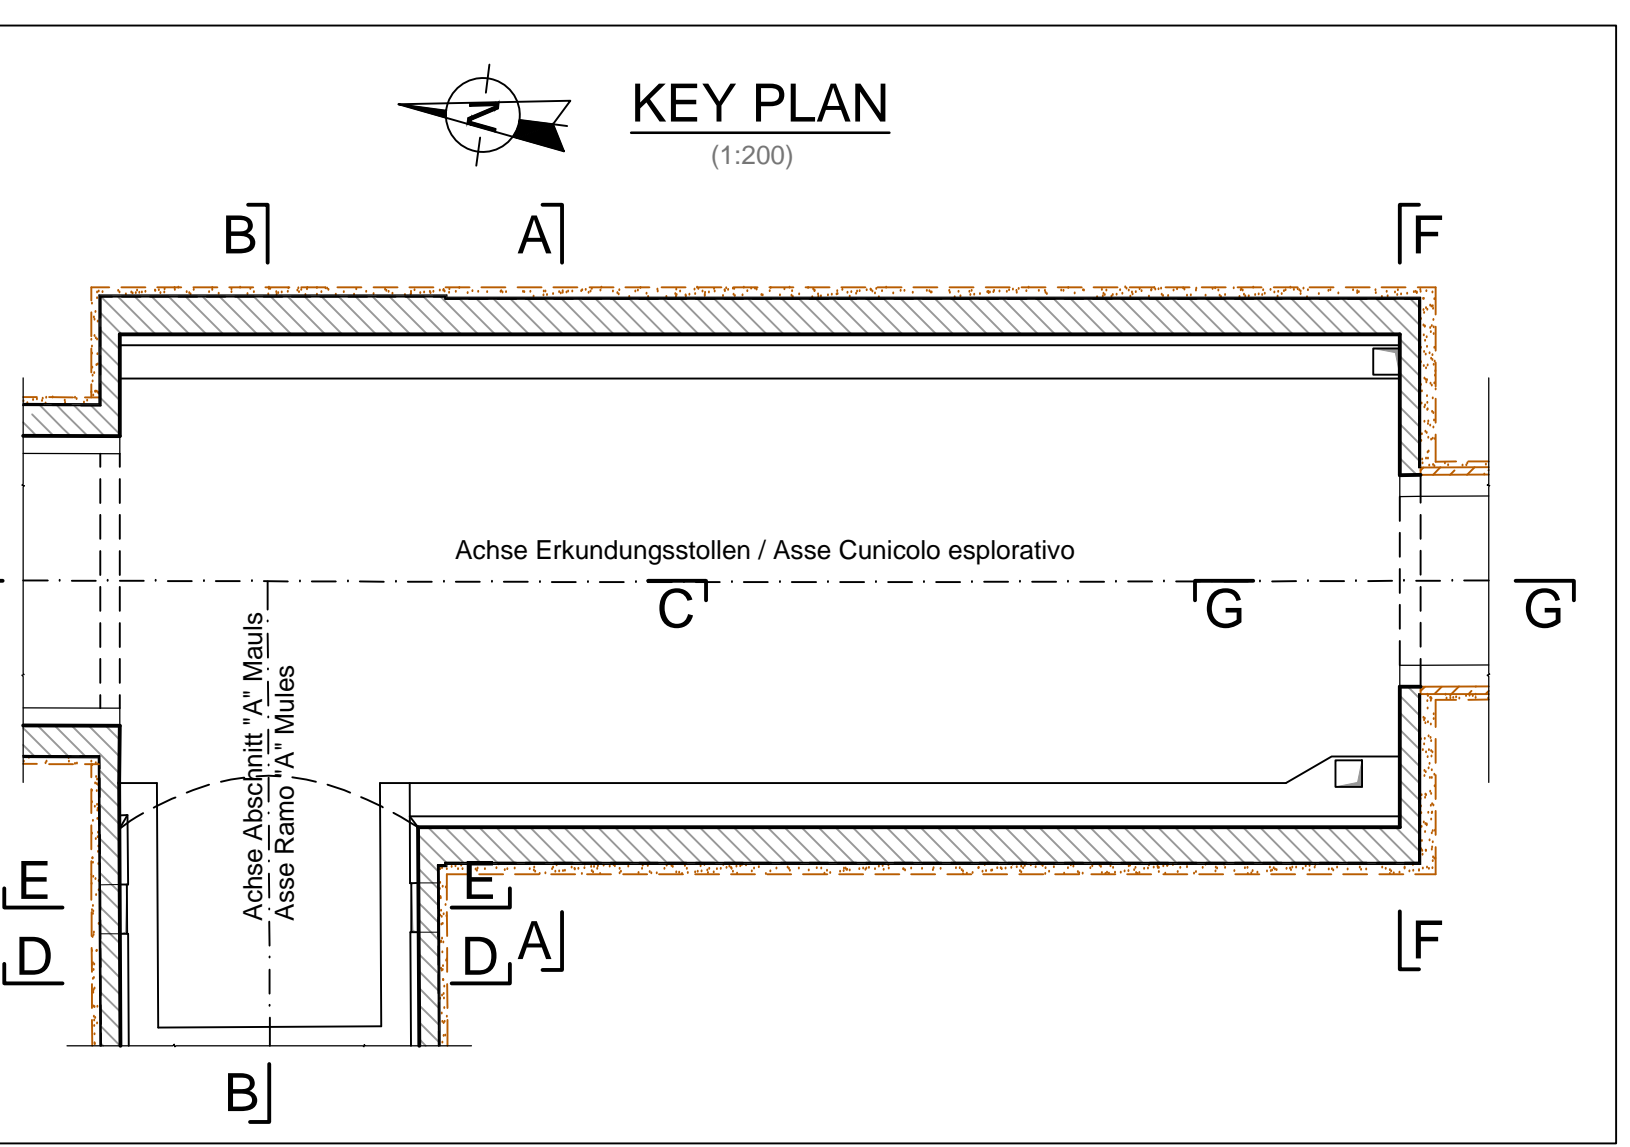 N
KEY PLAN
(1:200)
B
A
F
Achse Erkundungsstollen / Asse Cunicolo esplorativo
C
G
G
Achse Abschnitt "A" Mauls
Asse Ramo "A" Mules
E
E
D
D
A
F
B